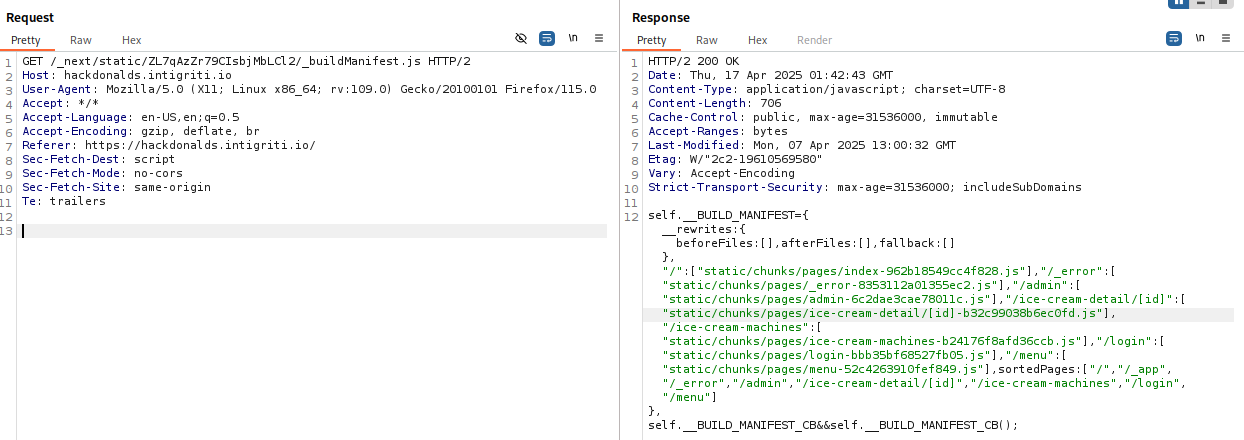 Request
Pretty Raw Hex
\n
1 GET /_next/static/ZL7qAzZr79CIsbjMbLCl2/_buildManifest.js HTTP/2
2 Host: hackdonalds.intigriti.io
3 User-Agent: Mozilla/5.0 (X11; Linux x86_64; rv:109.0) Gecko/20100101 Firefox/115.0
4 Accept: */*
5 Accept-Language: en-US,en;q=0.5
6 Accept-Encoding: gzip, deflate, br
7 Referer: https://hackdonalds.intigriti.io/
8 Sec-Fetch-Dest: script
9 Sec-Fetch-Mode: no-cors
10 Sec-Fetch-Site: same-origin
11 Te: trailers
12
13
Response
Pretty Raw Hex Render
\n
1 HTTP/2 200 OK
2 Date: Thu, 17 Apr 2025 01:42:43 GMT
3 Content-Type: application/javascript; charset=UTF-8
4 Content-Length: 706
5 Cache-Control: public, max-age=31536000, immutable
6 Accept-Ranges: bytes
7 Last-Modified: Mon, 07 Apr 2025 13:00:32 GMT
8 Etag: W/"2c2-19610569580"
9 Vary: Accept-Encoding
10 Strict-Transport-Security: max-age=31536000; includeSubDomains
11
12 self.__BUILD_MANIFEST={
__rewrites:{
beforeFiles:[],afterFiles:[],fallback:[]
},
"/":["static/chunks/pages/index-962b18549cc4f828.js"],"/_error":[
"static/chunks/pages/_error-8353112a01355ec2.js"],"/admin":[
"static/chunks/pages/admin-6c2dae3cae78011c.js"],"/ice-cream-detail/[id]":[
"static/chunks/pages/ice-cream-detail/[id]-b32c99038b6ec0fd.js"],
"/ice-cream-machines":[
"static/chunks/pages/ice-cream-machines-b24176f8afd36ccb.js"],"/login":[
"static/chunks/pages/login-bbb35bf68527fb05.js"],"/menu":[
"static/chunks/pages/menu-52c4263910fef849.js"],sortedPages:["/","/_app",
"/_error","/admin","/ice-cream-detail/[id]","/ice-cream-machines","/login",
"/menu"]
},
self.__BUILD_MANIFEST_CB&&self.__BUILD_MANIFEST_CB();